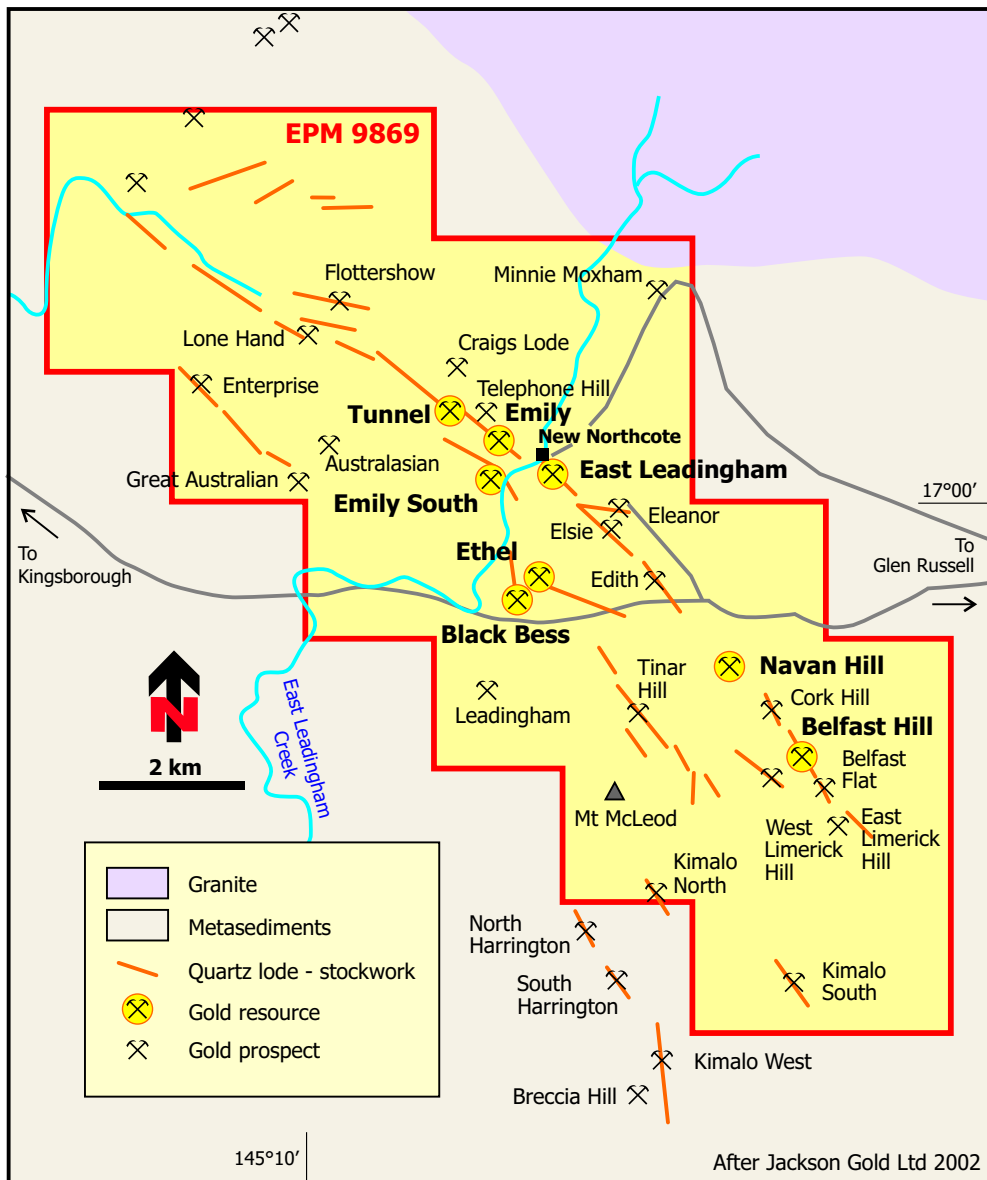 EPM 9869
Flottershow
Minnie Moxham
Lone Hand
Craigs Lode
Enterprise
Telephone Hill
Tunnel
Emily
New Northcote
Australasian
East Leadingham
Great Australian
Emily South
17°00′
Eleanor
Elsie
To
Kingsborough
Ethel
Edith
To
Glen Russell
Black Bess
Navan Hill
Tinar
Hill
Cork Hill
Leadingham
Belfast Hill
N
2 km
East Leadingham
Creek
Belfast
Flat
Mt McLeod
West
Limerick
Hill
East
Limerick
Hill
Kimalo
North
North
Harrington
South
Harrington
Kimalo
South
Kimalo West
Breccia Hill
Granite
Metasediments
Quartz lode - stockwork
Gold resource
Gold prospect
145°10′
After Jackson Gold Ltd 2002